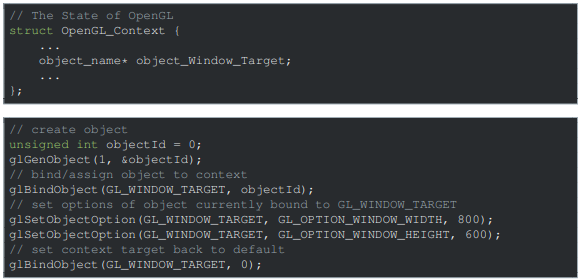 // The State of OpenGL
struct OpenGL_Context {
...
object_name* object_Window_Target;
...
};
// create object
unsigned int objectId = 0;
glGenObject(1, &objectId);
// bind/assign object to context
glBindObject(GL_WINDOW_TARGET, objectId);
// set options of object currently bound to GL_WINDOW_TARGET
glSetObjectOption(GL_WINDOW_TARGET, GL_OPTION_WINDOW_WIDTH, 800);
glSetObjectOption(GL_WINDOW_TARGET, GL_OPTION_WINDOW_HEIGHT, 600);
// set context target back to default
glBindObject(GL_WINDOW_TARGET, 0);